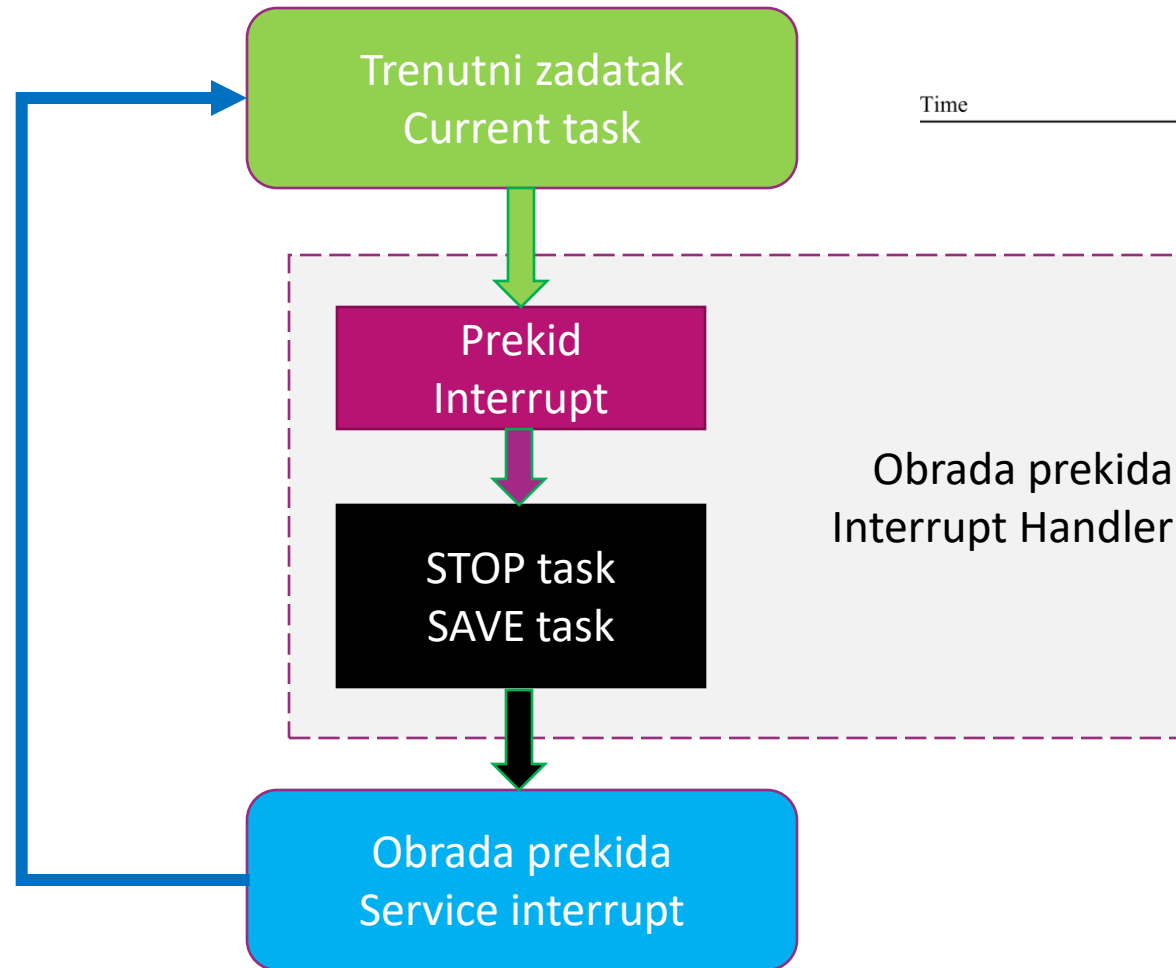 Trenutni zadatak
Current task
Time
Prekid
Interrupt
Obrada prekida
Interrupt Handler
STOP task
SAVE task
Obrada prekida
Service interrupt